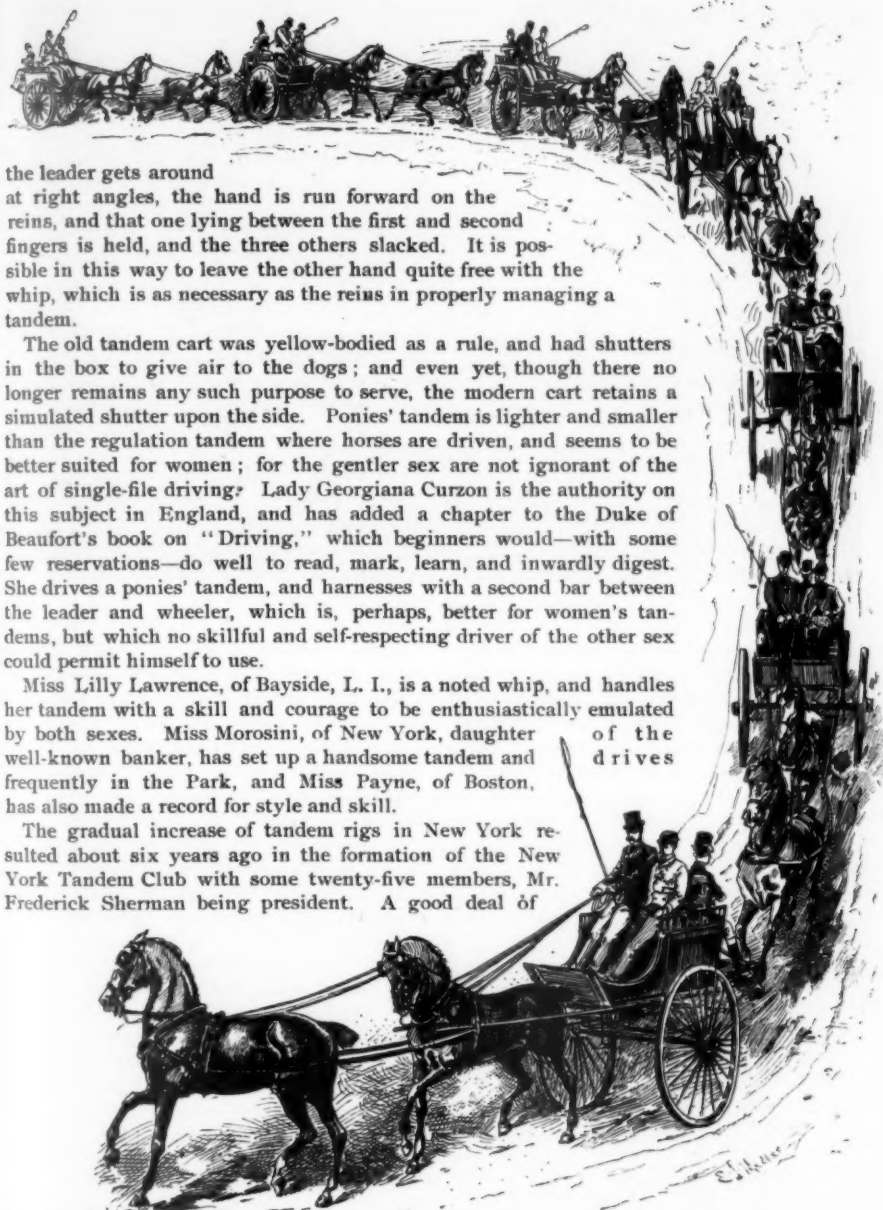 the leader gets around
at right angles, the hand is run forward on the
reins, and that one lying between the first and second
fingers is held, and the three others slacked. It is pos-
sible in this way to leave the other hand quite free with the
whip, which is as necessary as the reins in properly managing a
tandem.
The old tandem cart was yellow-bodied as a rule, and had shutters
in the box to give air to the dogs; and even yet, though there no
longer remains any such purpose to serve, the modern cart retains a
simulated shutter upon the side. Ponies' tandem is lighter and smaller
than the regulation tandem where horses are driven, and seems to be
better suited for women; for the gentler sex are not ignorant of the
art of single-file driving. Lady Georgiana Curzon is the authority on
this subject in England, and has added a chapter to the Duke of
Beaufort's book on "Driving," which beginners would—with some
few reservations—do well to read, mark, learn, and inwardly digest.
She drives a ponies' tandem, and harnesses with a second bar between
the leader and wheeler, which is, perhaps, better for women's tan-
dems, but which no skillful and self-respecting driver of the other sex
could permit himself to use.
Miss Lilly Lawrence, of Bayside, L. I., is a noted whip, and handles
her tandem with a skill and courage to be enthusiastically emulated
by both sexes. Miss Morosini, of New York, daughter of the
well-known banker, has set up a handsome tandem and drives
frequently in the Park, and Miss Payne, of Boston,
has also made a record for style and skill.
The gradual increase of tandem rigs in New York re-
sulted about six years ago in the formation of the New
York Tandem Club with some twenty-five members, Mr.
Frederick Sherman being president. A good deal of